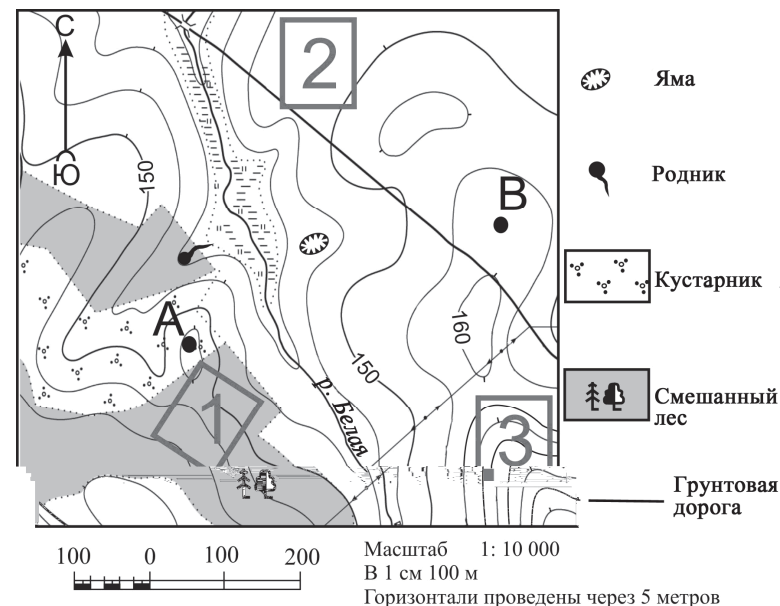 С
Ю
2
150
В
А
1
р. Белая
150
160
3
Яма
Родник
Кустарник
Смешанный
лес
Грунтовая
дорога
100 0 100 200
Масштаб 1: 10 000
В 1 см 100 м
Горизонтали проведены через 5 метров